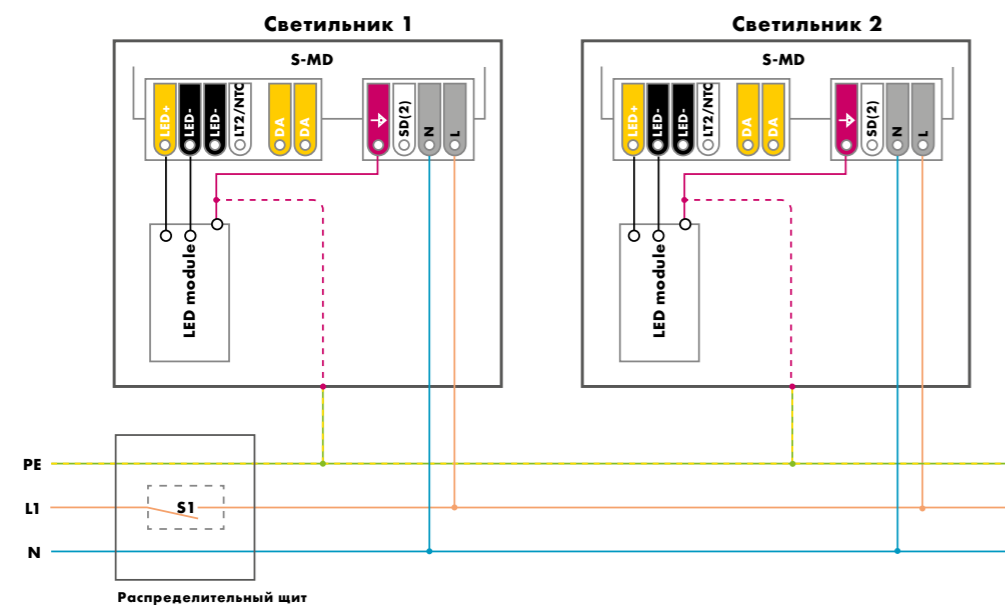 Светильник 1
Светильник 2
S-MD
S-MD
LED+
LED-
LED-
LT2/NTC
DA
DA
SD(2)
N
L
LED+
LED-
LED-
LT2/NTC
DA
DA
SD(2)
N
L
LED module
LED module
PE
L1
S1
N
Распределительный щит